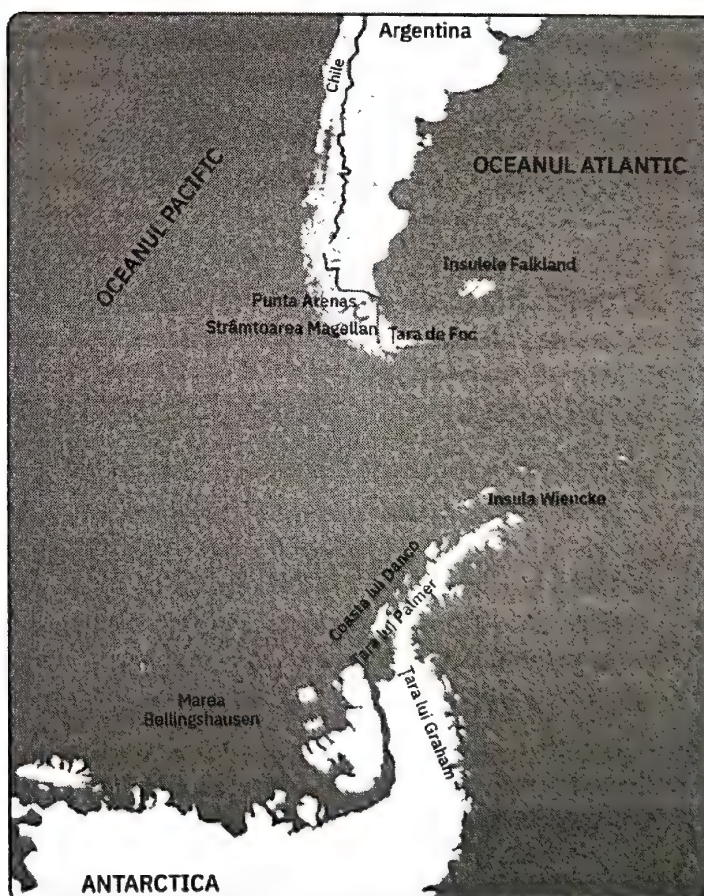 Argentina
Chile
OCEANUL PACIFIC
OCEANUL ATLANTIC
Insulele Falkland
Punta Arenas
Strâmtoarea Magellan
Țara de Foc
Insula Wiencke
Coasta lui Danco
Țara lui Palmer
Țara lui Graham
Marea
Bellingshausen
ANTARCTICA